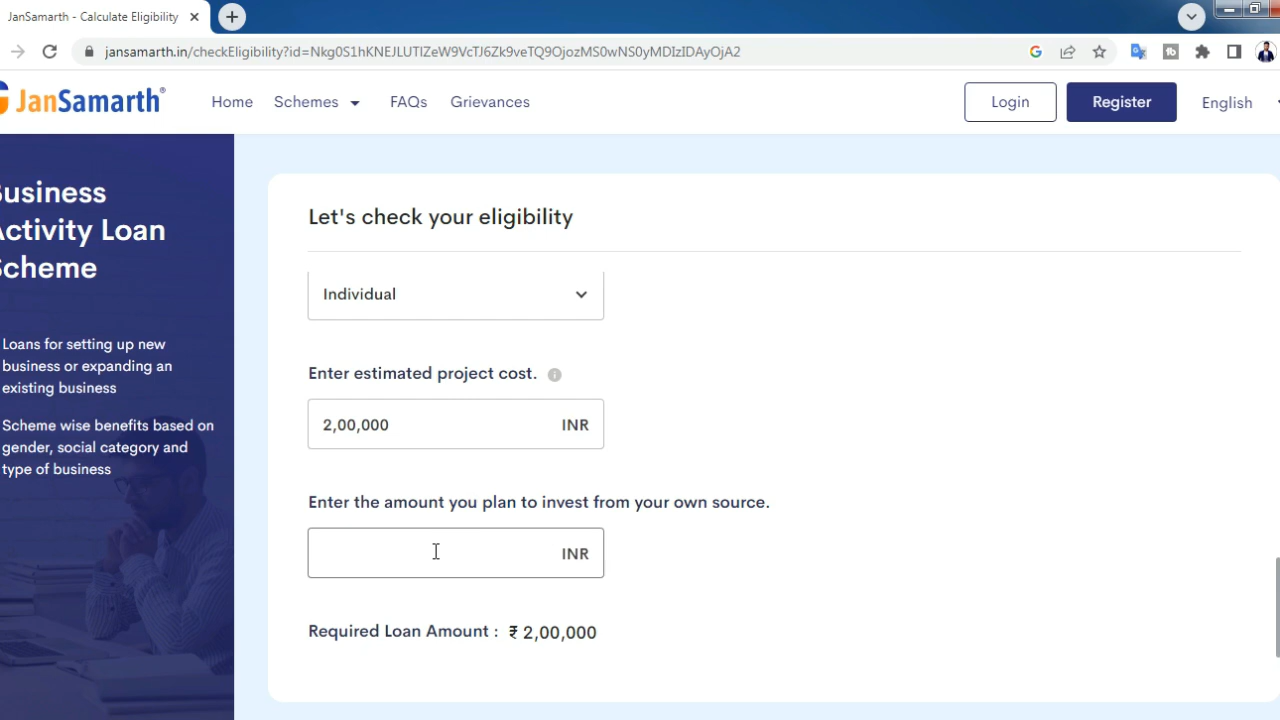 JanSamarth - Calculate Eligibility
jansamarth.in/checkEligibility?id=Nkg0S1hKNEJLUTlZeW9VcTJ6Zk9veTQ9OjozMS0wNS0yMDIzIDAyOjA2
JanSamarth®
Home Schemes FAQs Grievances
Login Register English
usiness
ctivity Loan
cheme
Loans for setting up new
business or expanding an
existing business
Scheme wise benefits based on
gender, social category and
type of business
Let's check your eligibility
Individual
Enter estimated project cost.
2,00,000 INR
Enter the amount you plan to invest from your own source.
INR
Required Loan Amount : ₹ 2,00,000